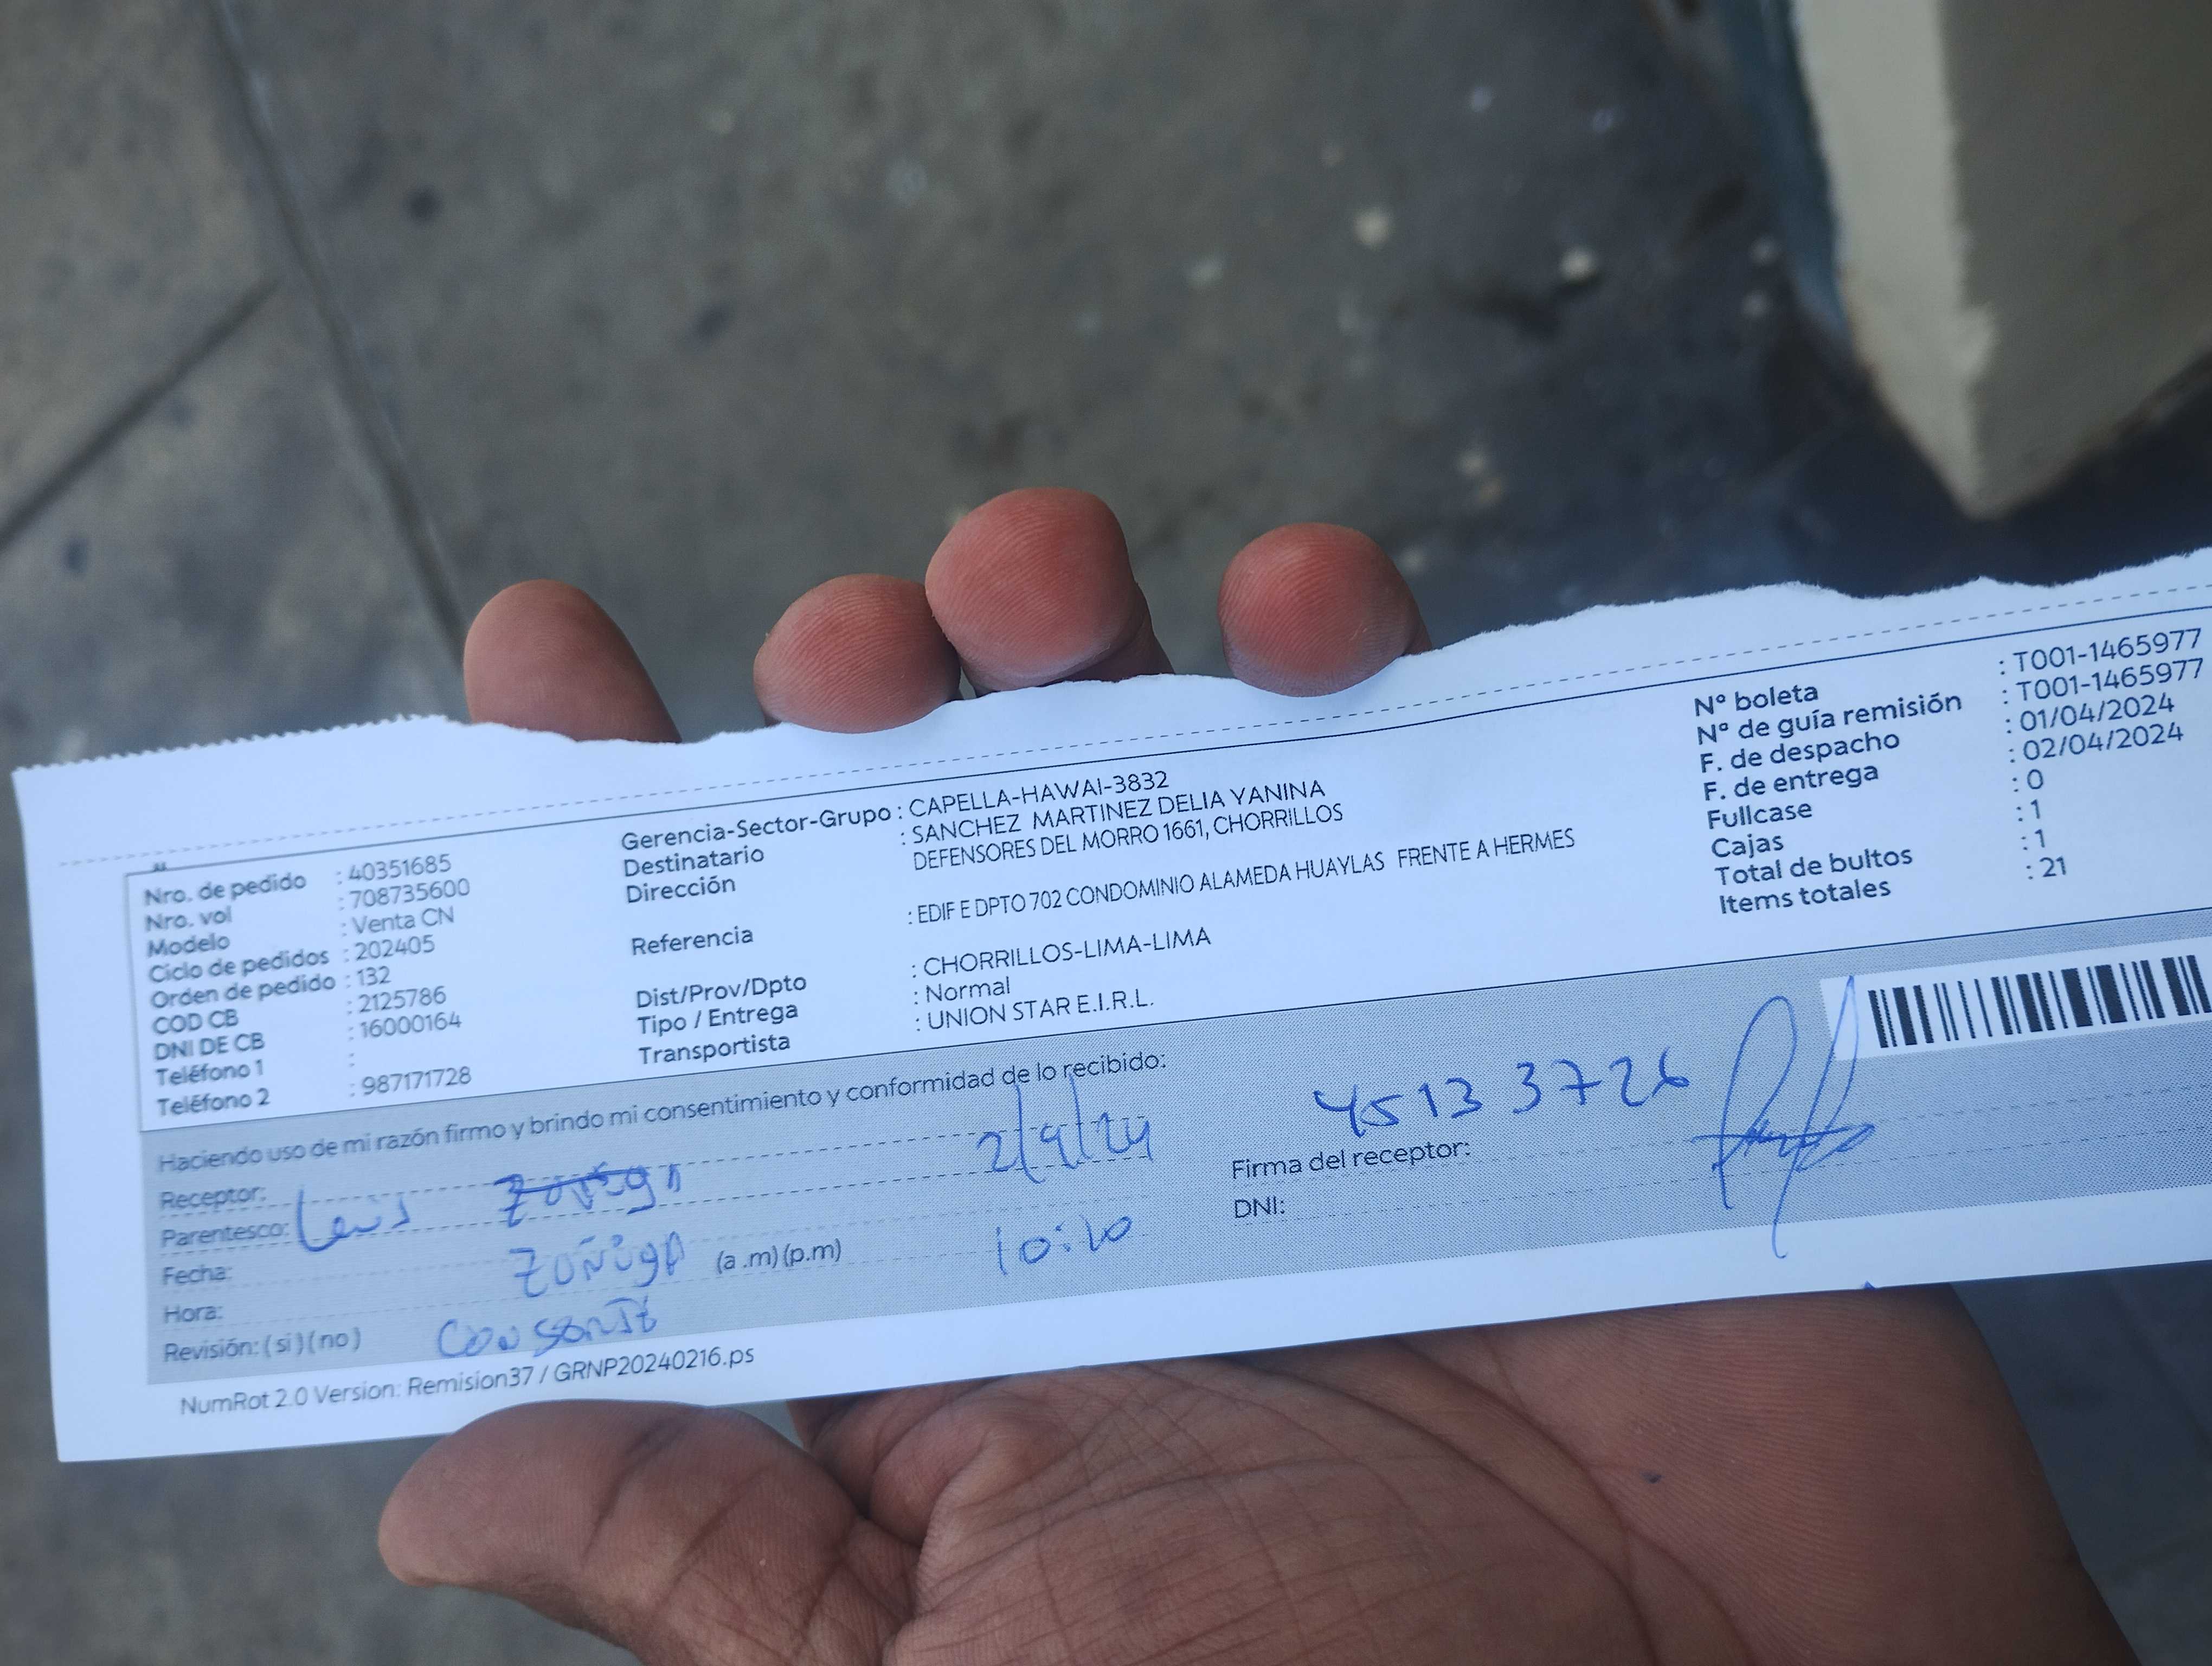 Nro. de pedido : 40351685
Nro. vol : 708735600
Modelo : Venta CN
Ciclo de pedidos : 202405
Orden de pedido : 132
COD CB : 2125786
DNI DE CB : 16000164
Teléfono 1 :
Teléfono 2 : 987171728
Gerencia-Sector-Grupo : CAPELLA-HAWAI-3832
Destinatario : SANCHEZ MARTINEZ DELIA YANINA
Dirección DEFENSORES DEL MORRO 1661, CHORRILLOS
Referencia : EDIF E DPTO 702 CONDOMINIO ALAMEDA HUAYLAS FRENTE A HERMES
Dist/Prov/Dpto : CHORRILLOS-LIMA-LIMA
Tipo / Entrega : Normal
Transportista : UNION STAR E.I.R.L.
Nº boleta : T001-1465977
Nº de guía remisión : T001-1465977
F. de despacho : 01/04/2024
F. de entrega : 02/04/2024
Fullcase : 0
Cajas : 1
Total de bultos : 1
Items totales : 21
Haciendo uso de mi razón firmo y brindo mi consentimiento y conformidad de lo recibido:
Receptor:
Parentesco: Luis Zoñiga 2/4/24
Fecha: Zoñiga (a .m) (p.m) 10:20
Hora:
Revisión: ( si ) ( no )
45133726
Firma del receptor:
DNI:
NumRot 2.0 Version: Remision37 / GRNP20240216.ps